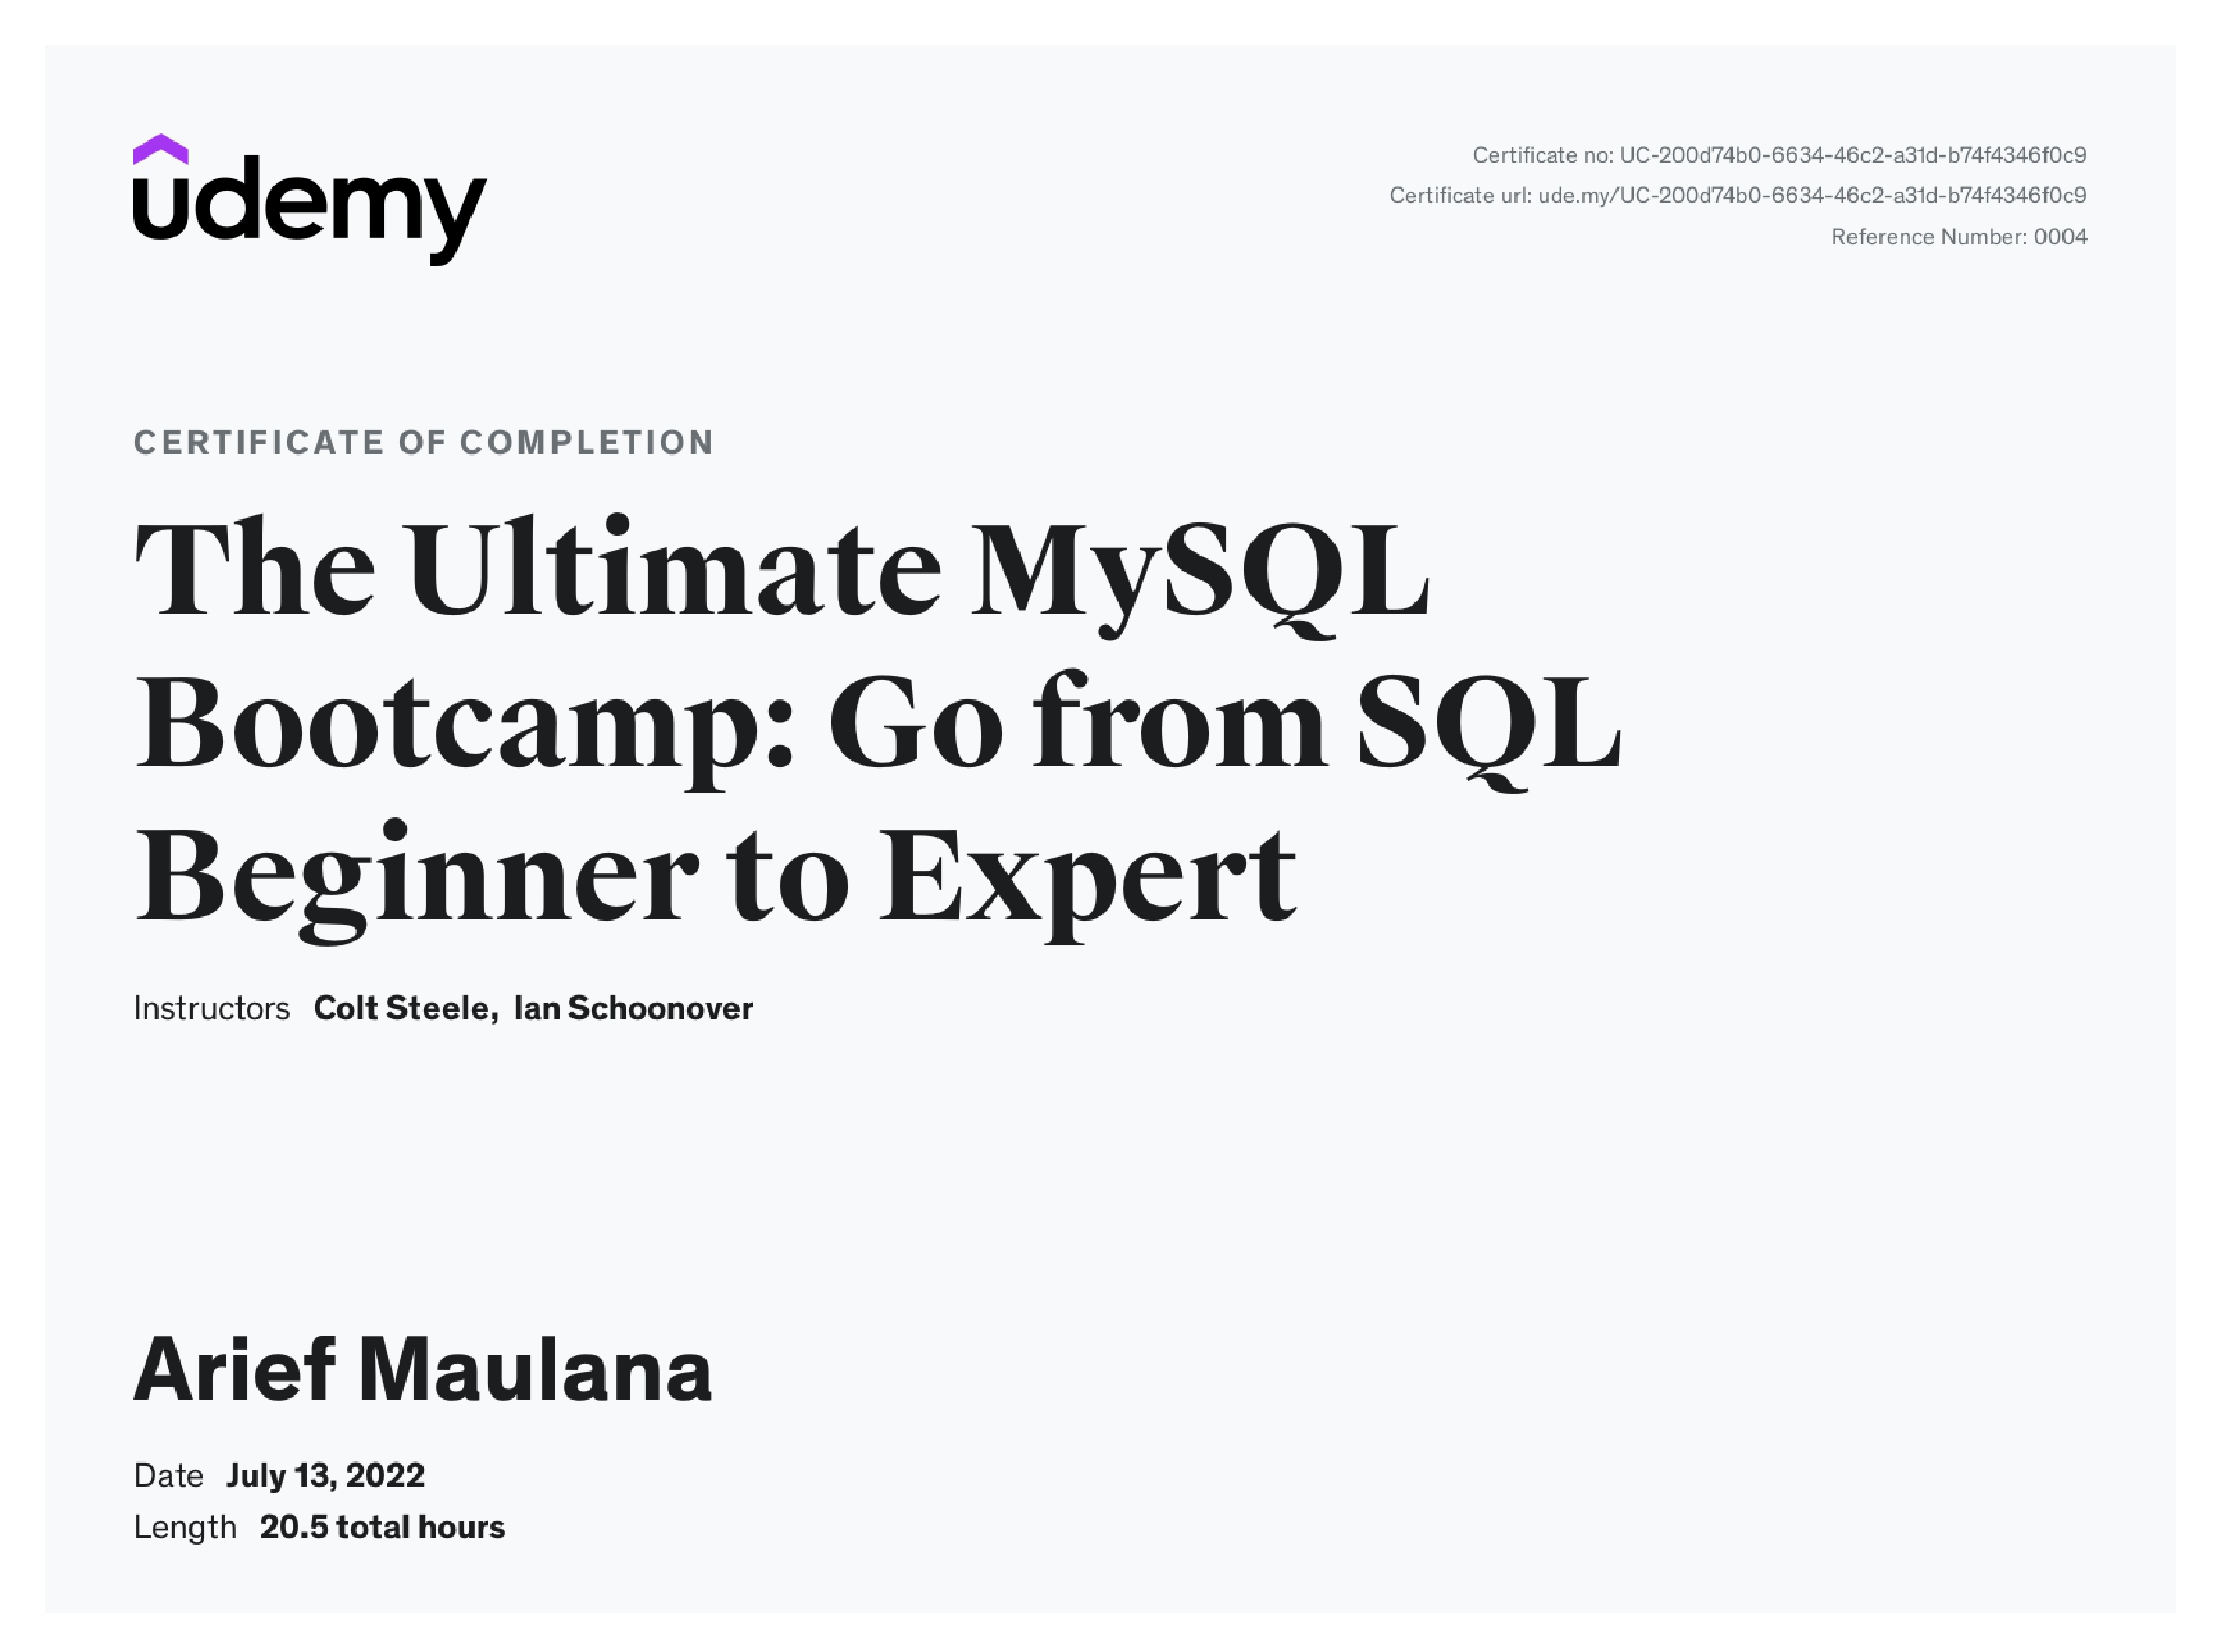 udemy
Certificate no: UC-200d74b0-6634-46c2-a31d-b74f4346f0c9
Certificate url: ude.my/UC-200d74b0-6634-46c2-a31d-b74f4346f0c9
Reference Number: 0004
CERTIFICATE OF COMPLETION
The Ultimate MySQL
Bootcamp: Go from SQL
Beginner to Expert
Instructors Colt Steele, Ian Schoonover
Arief Maulana
Date July 13, 2022
Length 20.5 total hours